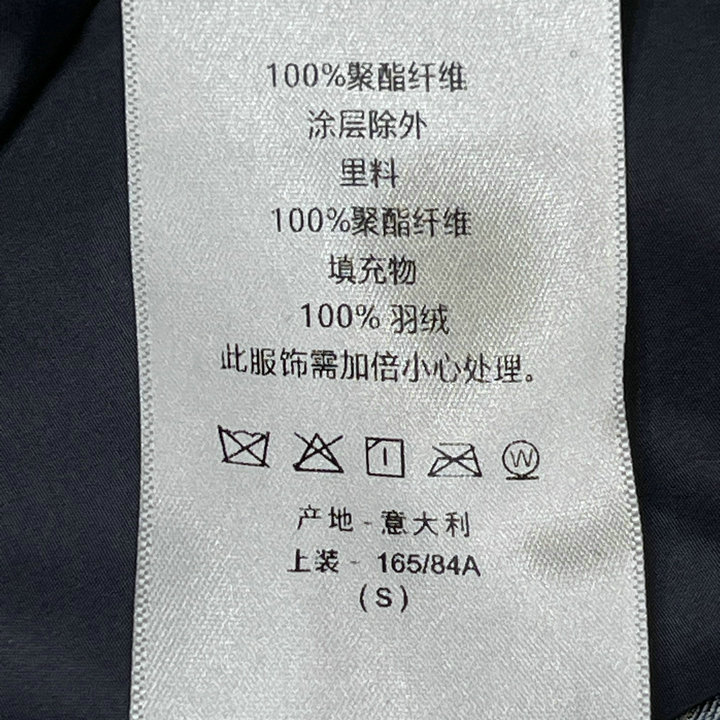 100%聚酯纤维
涂层除外
里料
100%聚酯纤维
填充物
100% 羽绒
此服饰需加倍小心处理。
W
产地 - 意大利
上装 - 165/84A
(S)